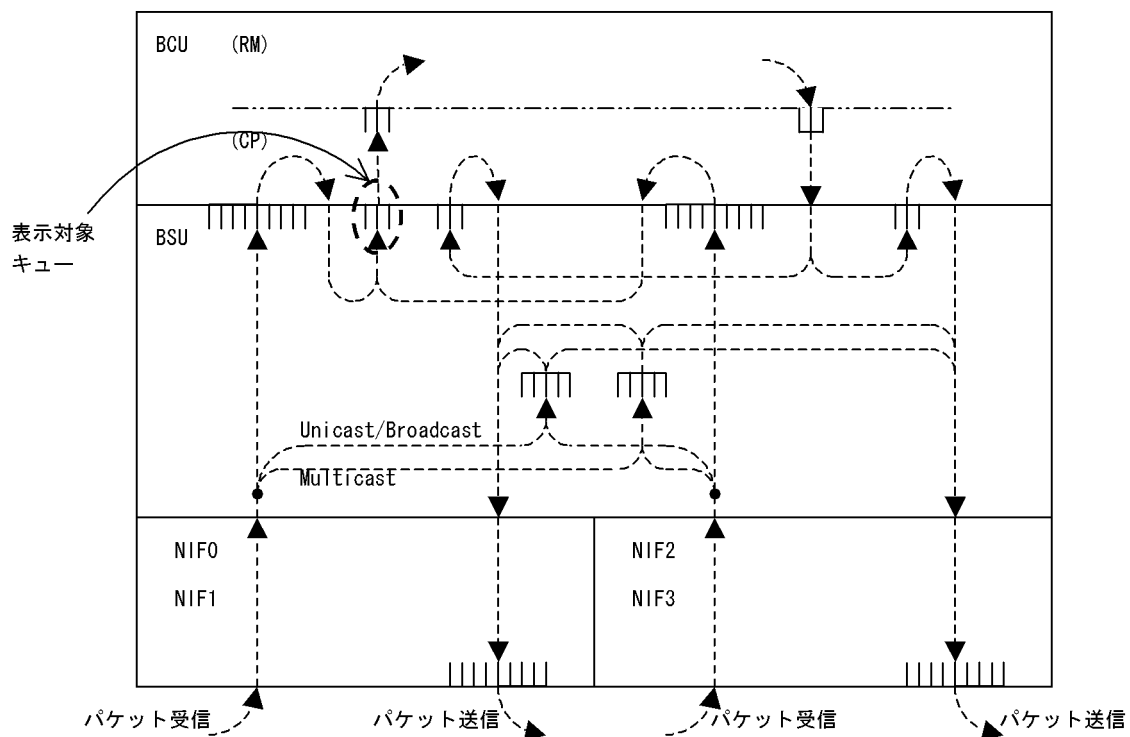 BCU (RM)
(CP)
表示対象
キュー
BSU
Unicast/Broadcast
Multicast
NIF0
NIF2
NIF1
NIF3
パケット受信
パケット送信
パケット受信
パケット送信